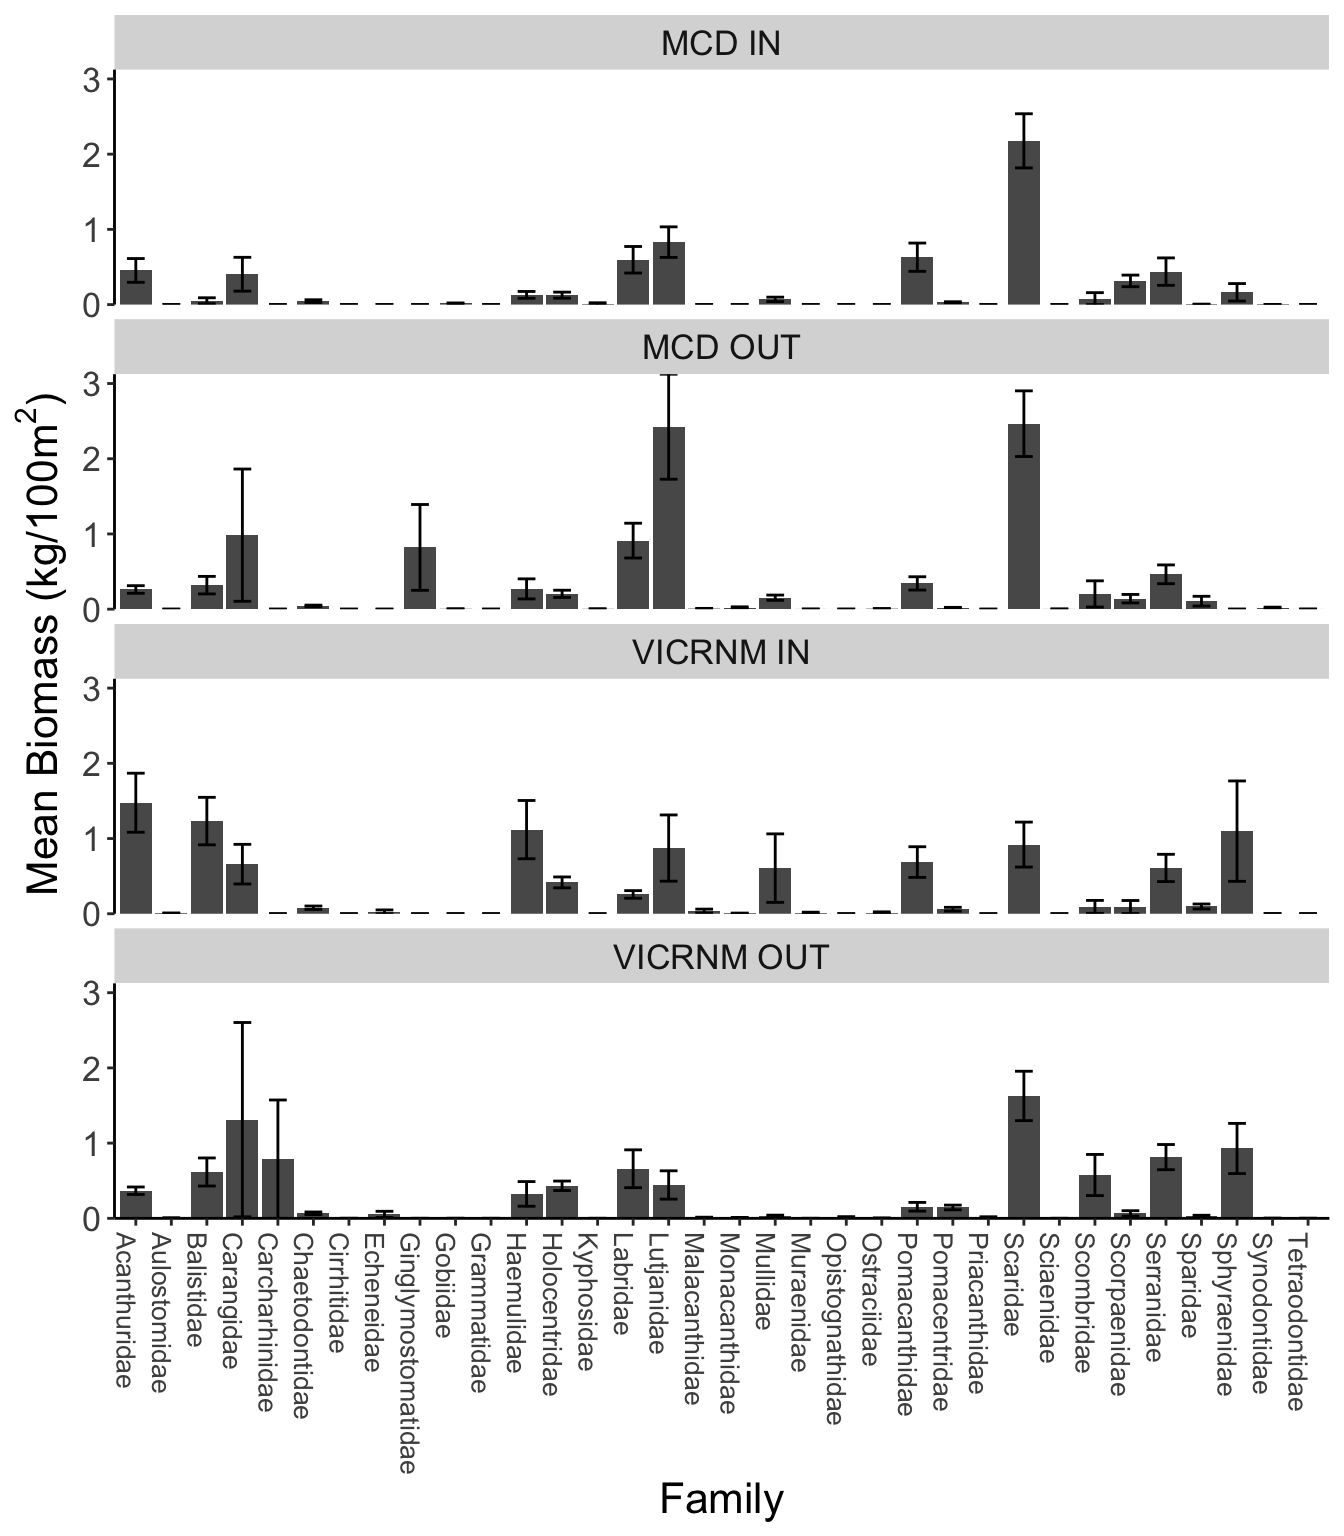 MCD IN
3
2
1
0
MCD OUT
3
2
1
0
VICRNM IN
3
2
1
0
VICRNM OUT
3
2
1
0
Mean Biomass (kg/100m²)
Acanthuridae
Aulostomidae
Balistidae
Carangidae
Carcharhinidae
Chaetodontidae
Cirrhitidae
Echeneidae
Ginglymostomatidae
Gobiidae
Grammatidae
Haemulidae
Holocentridae
Kyphosidae
Labridae
Lutjanidae
Malacanthidae
Monacanthidae
Mullidae
Muraenidae
Opistognathidae
Ostraciidae
Pomacanthidae
Pomacentridae
Priacanthidae
Scaridae
Sciaenidae
Scombridae
Scorpaenidae
Serranidae
Sparidae
Sphyraenidae
Synodontidae
Tetraodontidae
Family